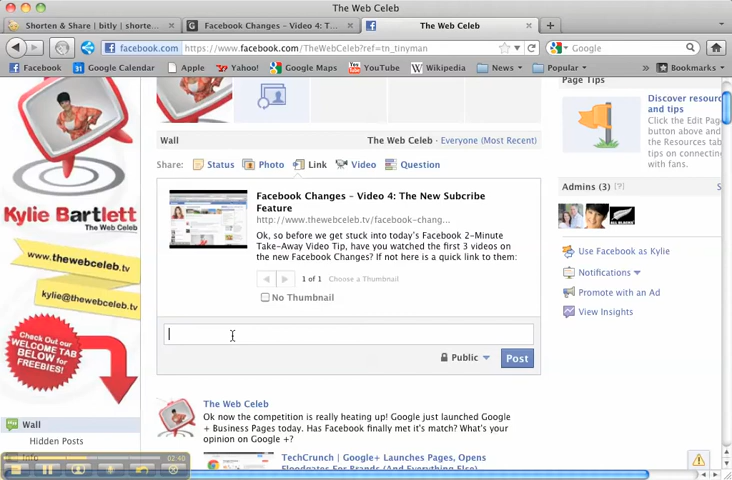 The Web Celeb
Shorten & Share | bitly | shorte...
Facebook Changes – Video 4: T...
The Web Celeb
facebook.com https://www.facebook.com/TheWebCeleb?ref=tn_tinyman
Google
Facebook Google Calendar Apple Yahoo! Google Maps YouTube Wikipedia News Popular » Bookmarks
Kylie Bartlett
The Web Celeb
www.thewebceleb.tv
kylie@thewebceleb.tv
Check Out our
WELCOME TAB
BELOW for
FREEBIES!
Wall
Hidden Posts
Info
02:40
Wall The Web Celeb · Everyone (Most Recent)
Share: Status Photo Link Video Question
Facebook Changes – Video 4: The New Subcribe
Feature
http://www.thewebceleb.tv/facebook-chang...
Ok, so before we get stuck into today's Facebook 2-Minute
Take-Away Video Tip, have you watched the first 3 videos on
the new Facebook Changes? If not here is a quick link to them:
1 of 1 Choose a Thumbnail
No Thumbnail
Public Post
The Web Celeb
Ok now the competition is really heating up! Google just launched Google
+ Business Pages today. Has Facebook finally met it's match? What's your
opinion on Google +?
TechCrunch | Google+ Launches Pages, Opens
Floodgates For Brands (And Everything Else)
Page Tips
Discover resourc
and tips
Click the Edit Pag
button above and
the Resources tab
tips on connecting
with fans.
Admins (3) [?] S
Use Facebook as Kylie
Notifications
Promote with an Ad
View Insights